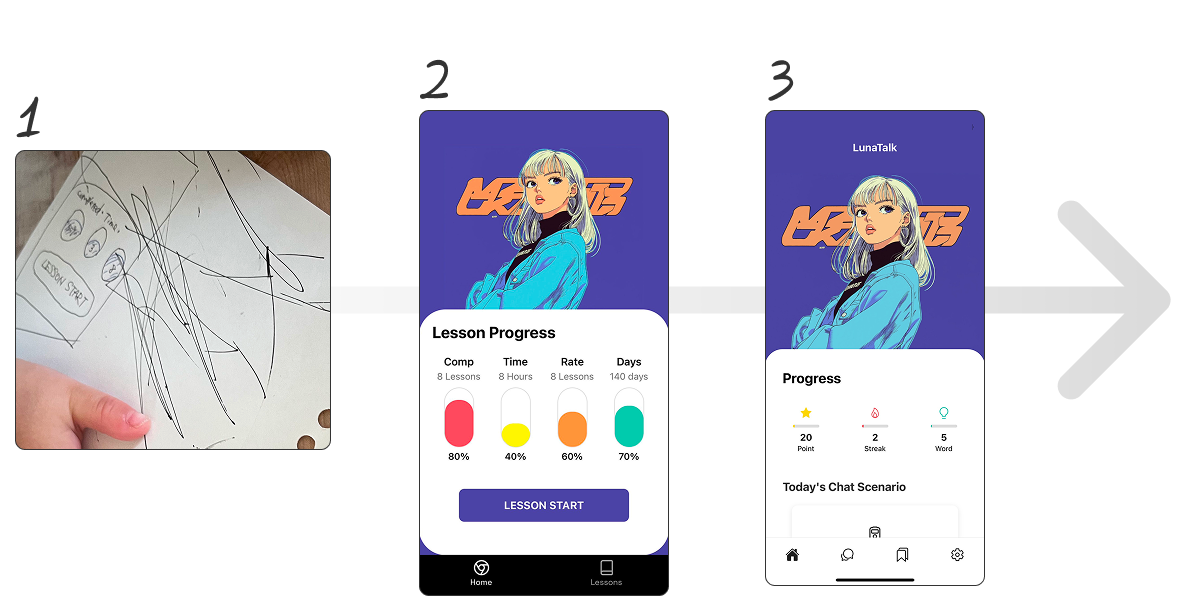 1
Completed. Time.
LESSON START
2
Lesson Progress
Comp Time Rate Days
8 Lessons 8 Hours 8 Lessons 140 days
80% 40% 60% 70%
LESSON START
Home Lessons
3
LunaTalk
Progress
20 2 5
Point Streak Word
Today's Chat Scenario